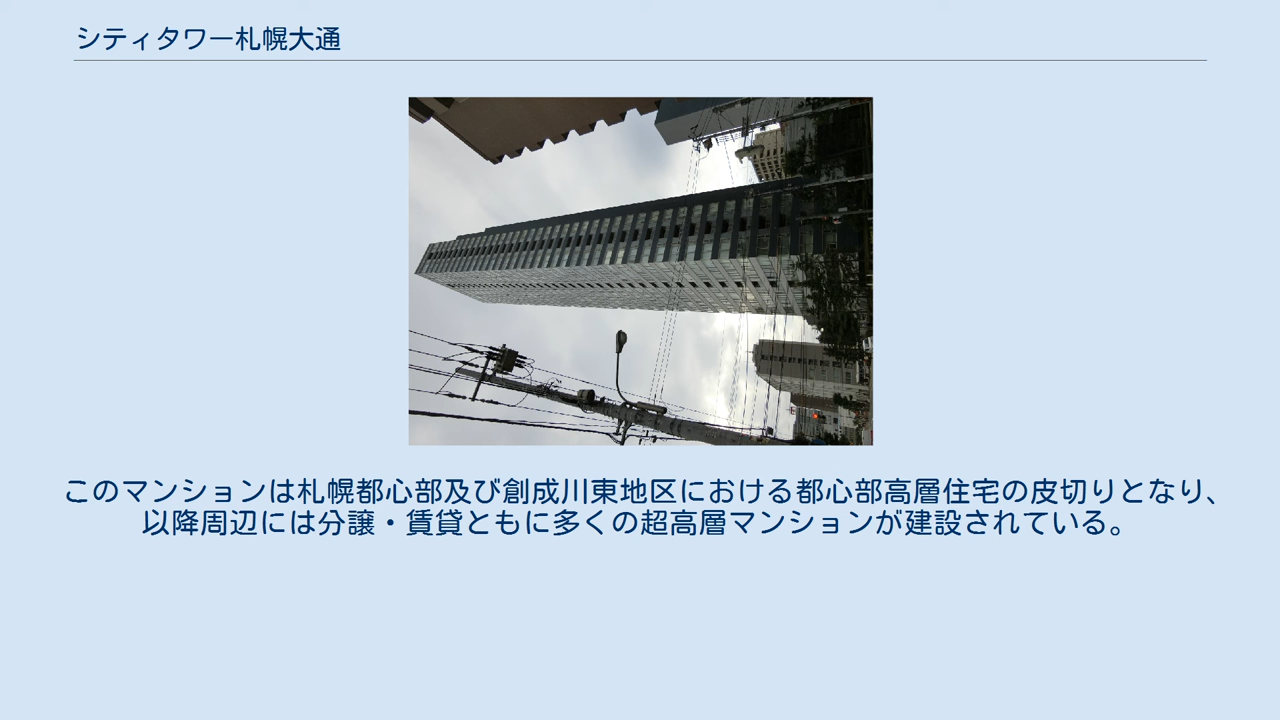 シティタワー札幌大通
このマンションは札幌都心部及び創成川東地区における都心部高層住宅の皮切りとなり、
以降周辺には分譲・賃貸ともに多くの超高層マンションが建設されている。